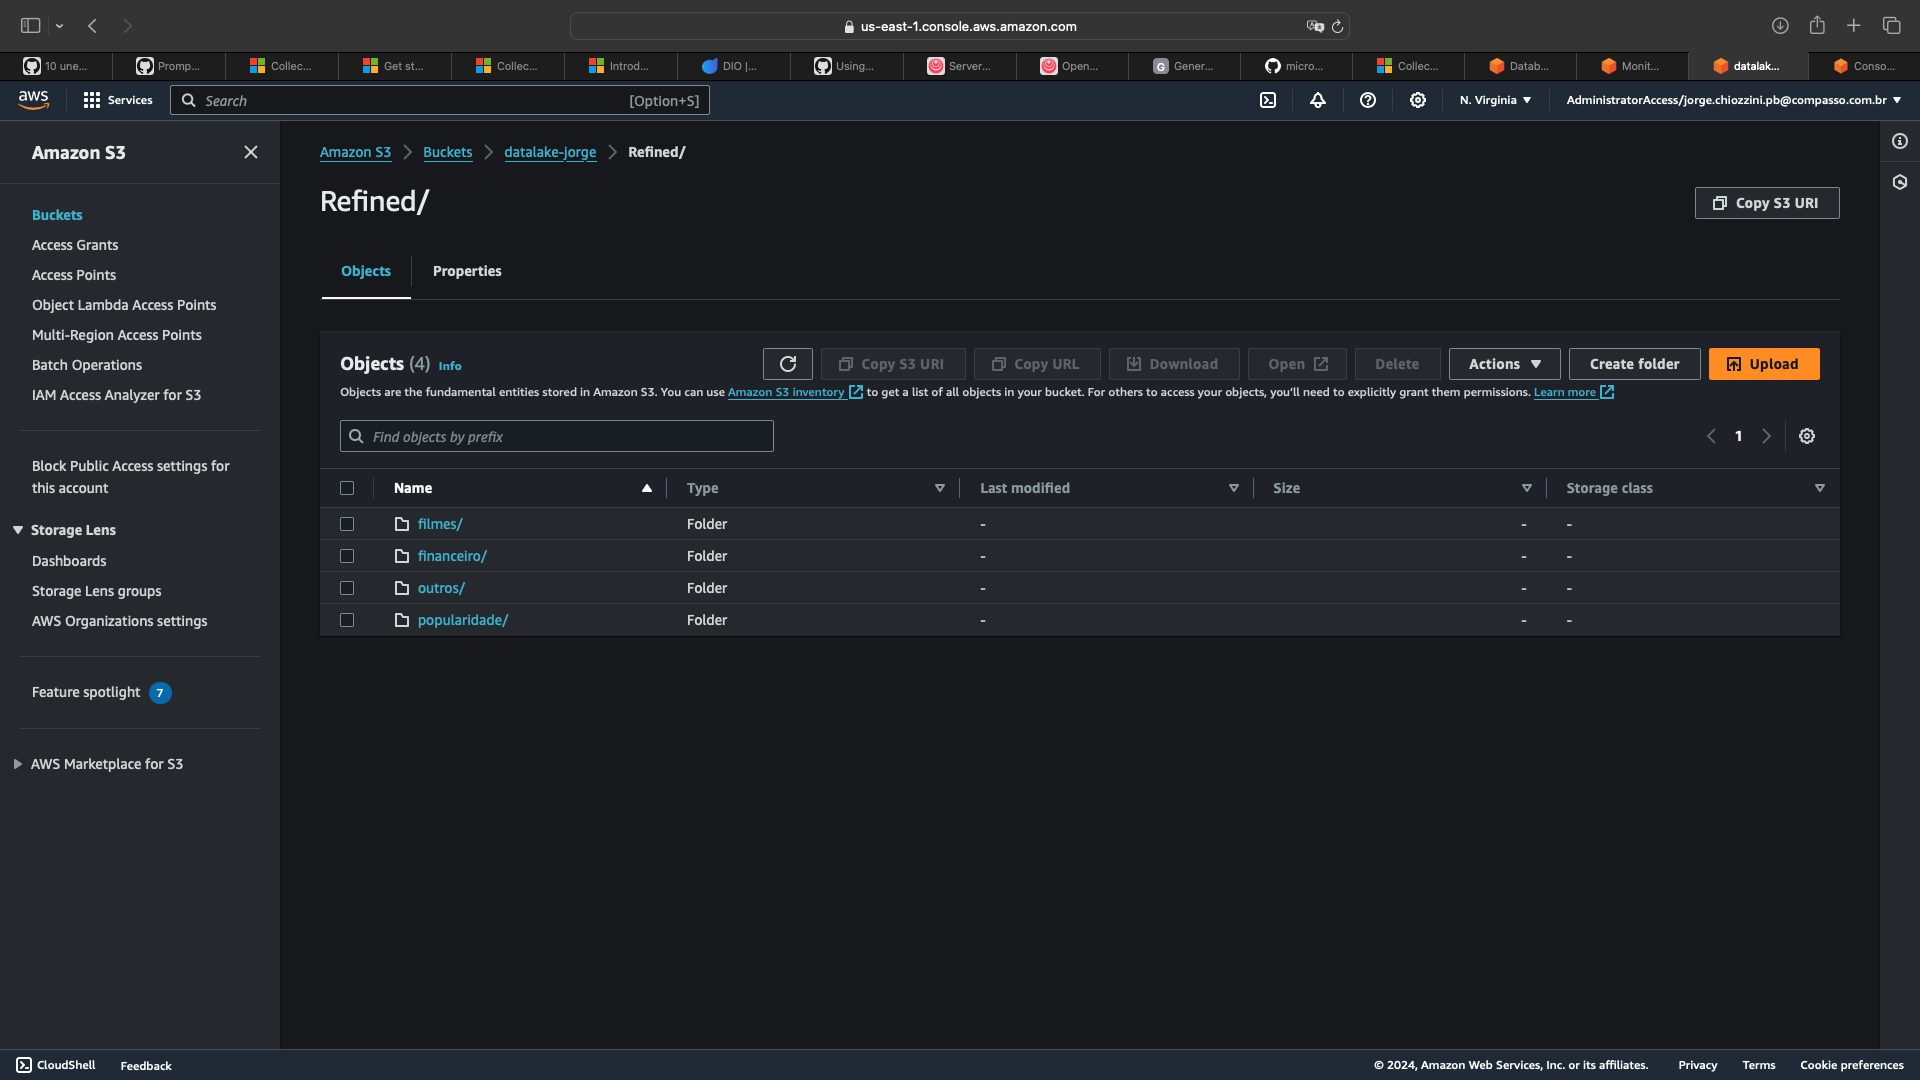 us-east-1.console.aws.amazon.com
10 une...
Promp...
Collec...
Get st...
Collec...
Introd...
DIO |...
Using...
Server...
Open...
G
Gener...
micro...
Collec...
Datab...
Monit...
datalak...
Conso...
aws
Services
Search
[Option+S]
N. Virginia
AdministratorAccess/jorge.chiozzini.pb@compasso.com.br
Amazon S3
Buckets
Access Grants
Access Points
Object Lambda Access Points
Multi-Region Access Points
Batch Operations
IAM Access Analyzer for S3
Block Public Access settings for
this account
Storage Lens
Dashboards
Storage Lens groups
AWS Organizations settings
Feature spotlight 7
AWS Marketplace for S3
Amazon S3 Buckets datalake-jorge Refined/
Refined/
Copy S3 URI
Objects
Properties
Objects (4) Info
Copy S3 URI
Copy URL
Download
Open
Delete
Actions
Create folder
Upload
Objects are the fundamental entities stored in Amazon S3. You can use Amazon S3 inventory to get a list of all objects in your bucket. For others to access your objects, you’ll need to explicitly grant them permissions. Learn more
Find objects by prefix
1
Name Type Last modified Size Storage class
filmes/ Folder - - -
financeiro/ Folder - - -
outros/ Folder - - -
popularidade/ Folder - - -
CloudShell
Feedback
© 2024, Amazon Web Services, Inc. or its affiliates.
Privacy
Terms
Cookie preferences